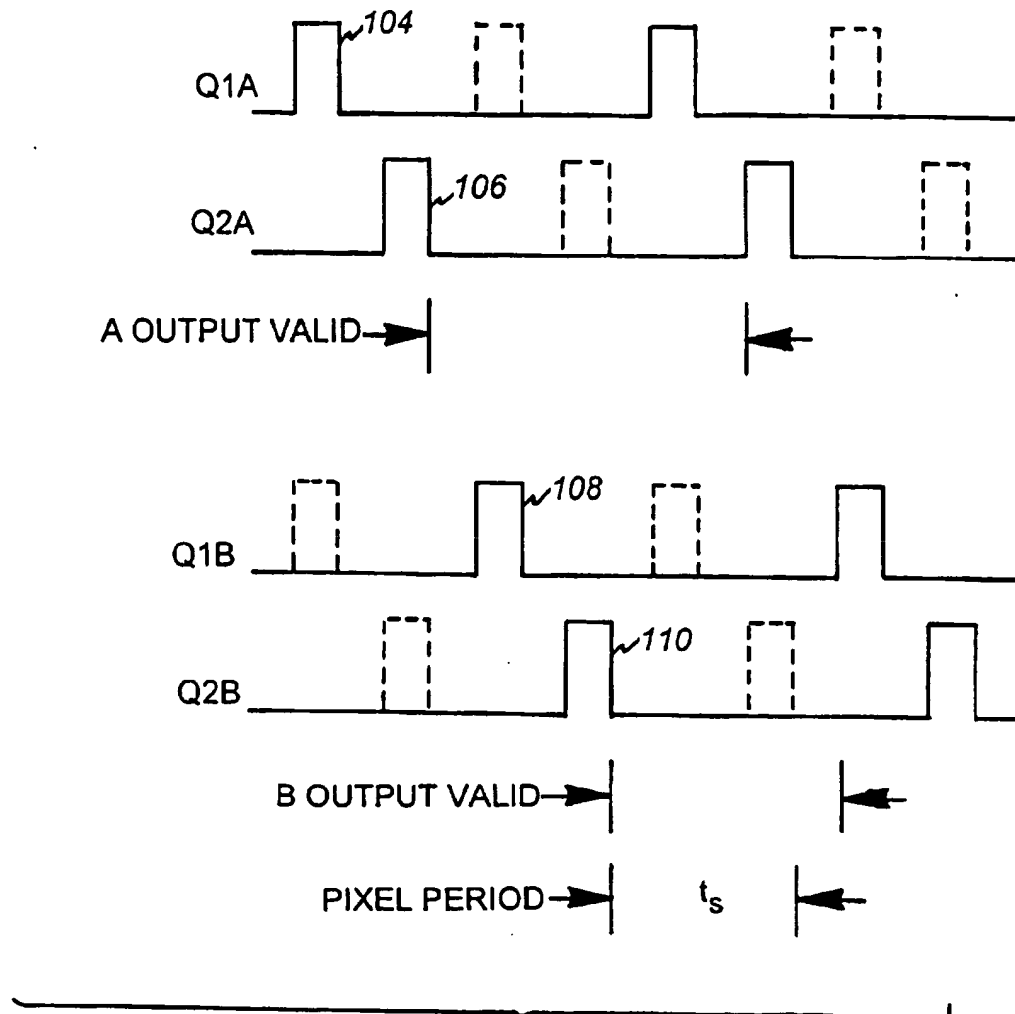 104
Q1A
106
Q2A
A OUTPUT VALID
108
Q1B
110
Q2B
B OUTPUT VALID
PIXEL PERIOD tS